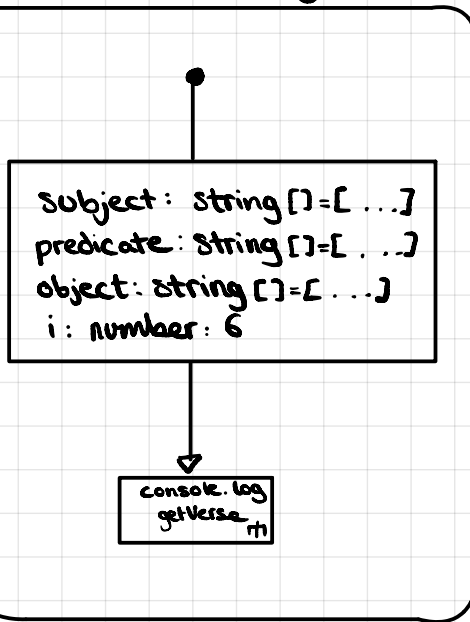 subject: string []=[ ...]
predicate: string []=[ ...]
object: string []=[ ...]
i: number: 6
console.log
getVerse